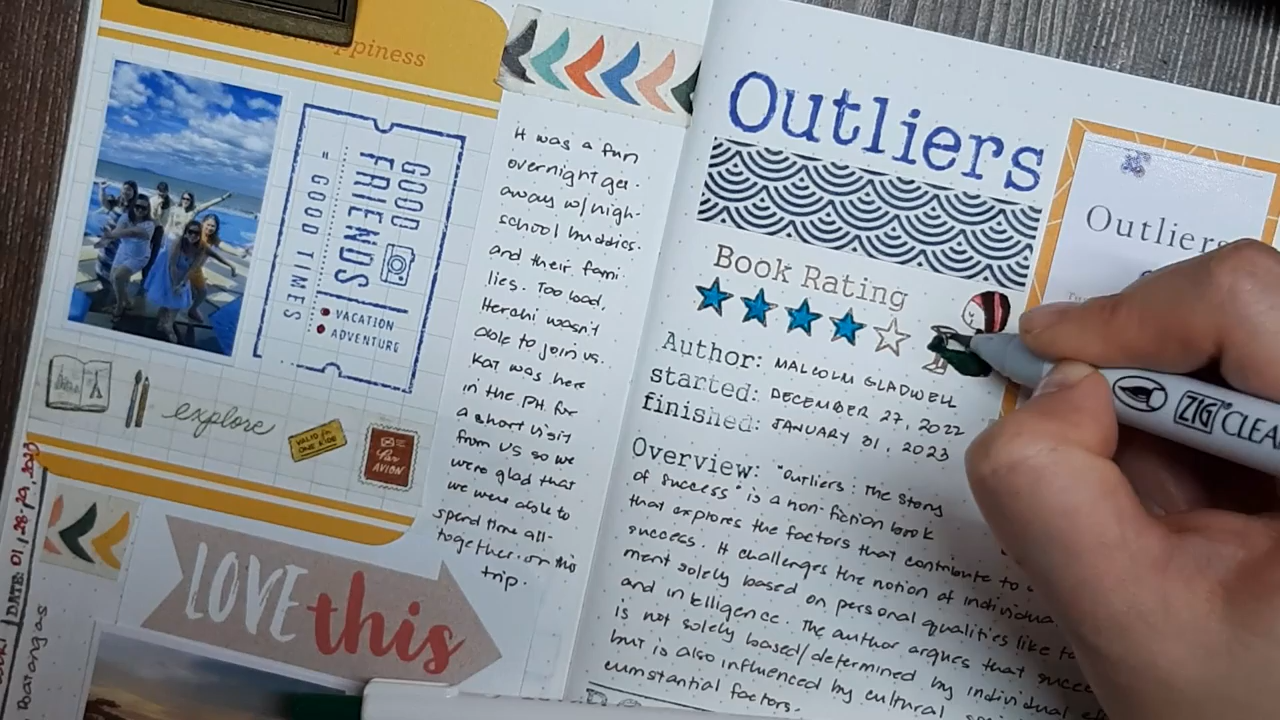 happiness
GOOD
FRIENDS
= GOOD TIMES
VACATION
ADVENTURE
explore
VALID for
ONE RIDE
Par
AVION
DATE: 01.28-29, 2023
Batangas
LOVE this
It was a fun
overnight get-
away w/ high-
school buddies
and their fami-
lies. Too bad,
Herchi wasn't
able to join us.
Kat was here
in the PH for
a short visit
from US so we
were glad that
we were able to
spend time all-
together on this
trip.
Outliers
Book Rating
Author: MALCOLM GLADWELL
started: DECEMBER 27, 2022
finished: JANUARY 31, 2023
Overview: "Outliers: The Story
of Success" is a non-fiction book
that explores the factors that contribute to
success. It challenges the notion of individual
ment solely based on personal qualities like
and intelligence. The author argues that
is not solely based/determined by individual
but is also influenced by cultural
cumstantial factors.
Outliers
ZIG CLEA